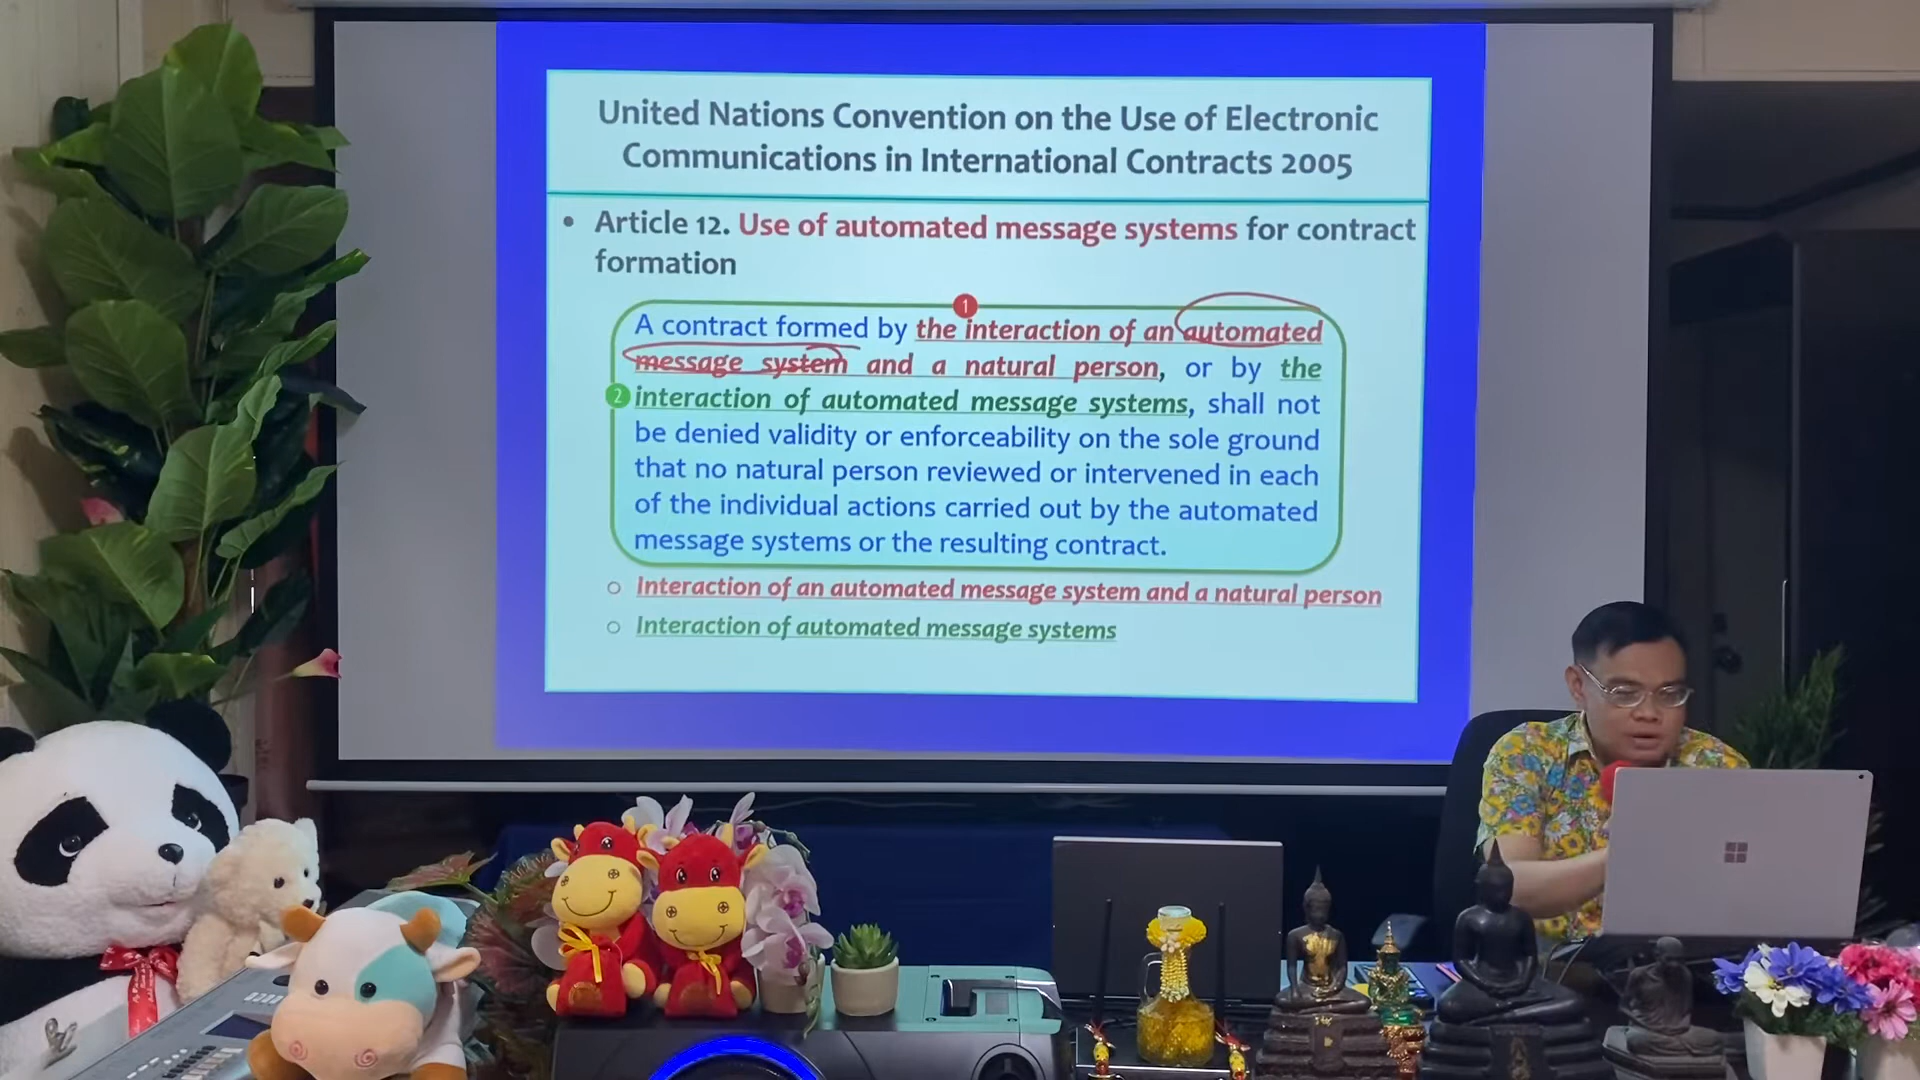 United Nations Convention on the Use of Electronic
Communications in International Contracts 2005
• Article 12. Use of automated message systems for contract
formation
1
A contract formed by the interaction of an automated
message system and a natural person, or by the
2 interaction of automated message systems, shall not
be denied validity or enforceability on the sole ground
that no natural person reviewed or intervened in each
of the individual actions carried out by the automated
message systems or the resulting contract.
○ Interaction of an automated message system and a natural person
○ Interaction of automated message systems